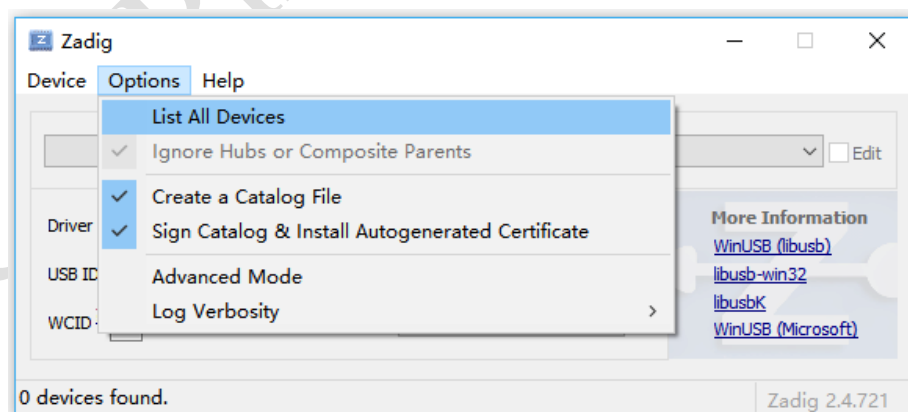 Zadig
Device Options Help
List All Devices
Ignore Hubs or Composite Parents
Edit
Create a Catalog File
Sign Catalog & Install Autogenerated Certificate
Advanced Mode
Log Verbosity
Driver
USB ID
WCID
More Information
WinUSB (libusb)
libusb-win32
libusbK
WinUSB (Microsoft)
0 devices found.
Zadig 2.4.721